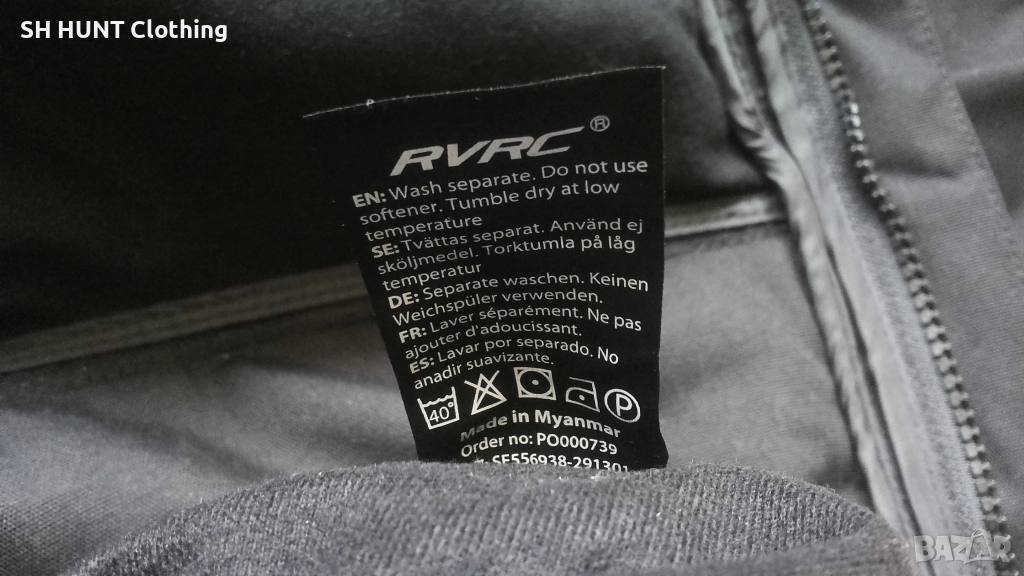 SH HUNT Clothing
RVRC®
EN: Wash separate. Do not use
softener. Tumble dry at low
temperature
SE: Tvättas separat. Använd ej
sköljmedel. Torktumla på låg
temperatur
DE: Separate waschen. Keinen
Weichspüler verwenden.
FR: Laver séparément. Ne pas
ajouter d'adoucissant.
ES: Lavar por separado. No
anadir suavizante.
40° P
Made in Myanmar
Order no: PO000739
SE556938-291301
BAZAR